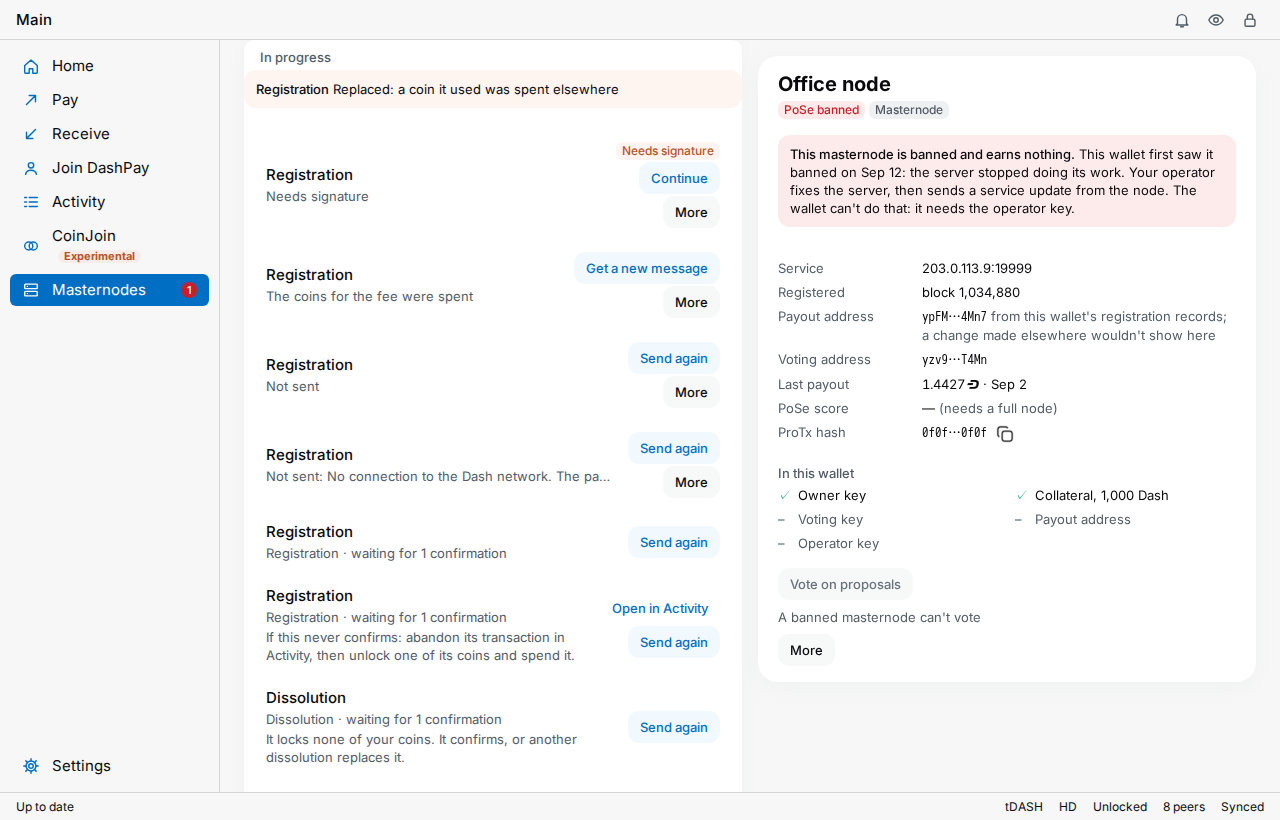 Main
Home
Pay
Receive
Join DashPay
Activity
CoinJoin
Experimental
Masternodes
1
Settings
In progress
Registration Replaced: a coin it used was spent elsewhere
Registration
Needs signature
Needs signature
Continue
More
Registration
The coins for the fee were spent
Get a new message
More
Registration
Not sent
Send again
More
Registration
Not sent: No connection to the Dash network. The pa...
Send again
More
Registration
Registration · waiting for 1 confirmation
Send again
Registration
Registration · waiting for 1 confirmation
If this never confirms: abandon its transaction in
Activity, then unlock one of its coins and spend it.
Open in Activity
Send again
Dissolution
Dissolution · waiting for 1 confirmation
It locks none of your coins. It confirms, or another
dissolution replaces it.
Send again
Office node
PoSe banned
Masternode
This masternode is banned and earns nothing. This wallet first saw it
banned on Sep 12: the server stopped doing its work. Your operator
fixes the server, then sends a service update from the node. The
wallet can't do that: it needs the operator key.
Service
203.0.113.9:19999
Registered
block 1,034,880
Payout address
ypFM⋯4Mn7 from this wallet's registration records;
a change made elsewhere wouldn't show here
Voting address
yzv9⋯T4Mn
Last payout
1.4427 · Sep 2
PoSe score
— (needs a full node)
ProTx hash
0f0f⋯0f0f
In this wallet
✓ Owner key
✓ Collateral, 1,000 Dash
– Voting key
– Payout address
– Operator key
Vote on proposals
A banned masternode can't vote
More
Up to date
tDASH
HD
Unlocked
8 peers
Synced